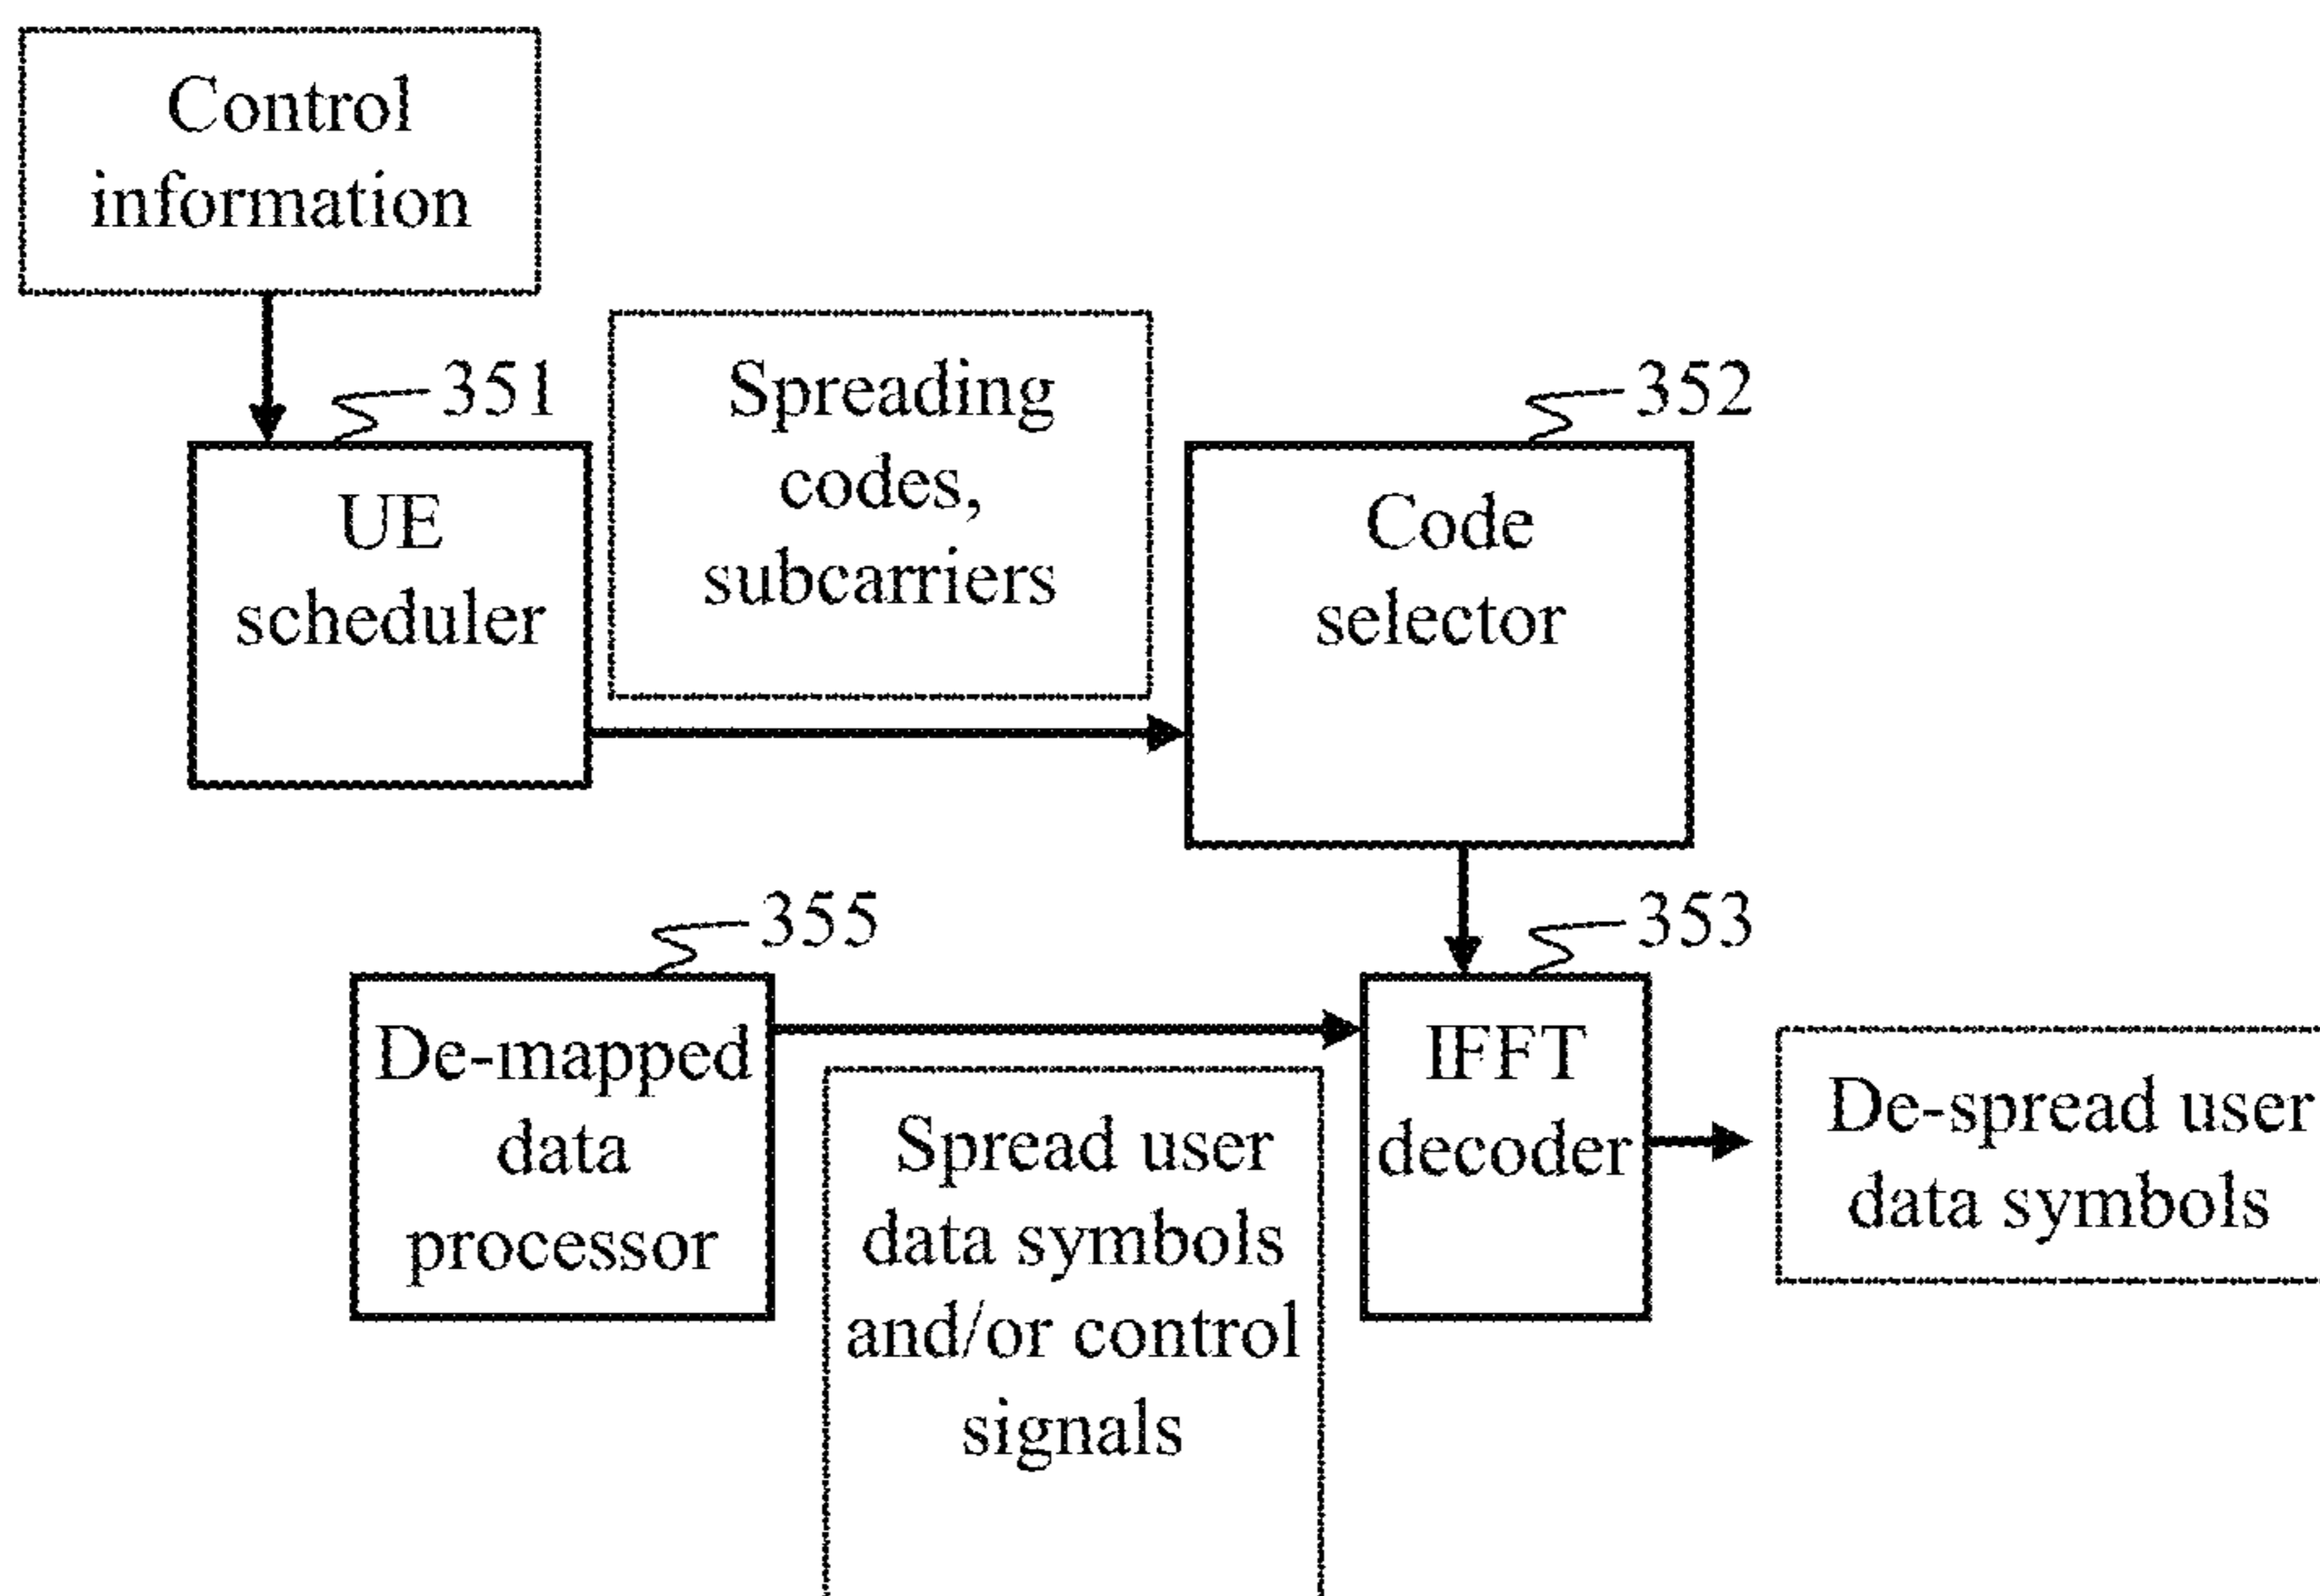 Control
information
351
UE
scheduler
Spreading
codes,
subcarriers
352
Code
selector
355
De-mapped
data
processor
Spread user
data symbols
and/or control
signals
353
IFFT
decoder
De-spread user
data symbols